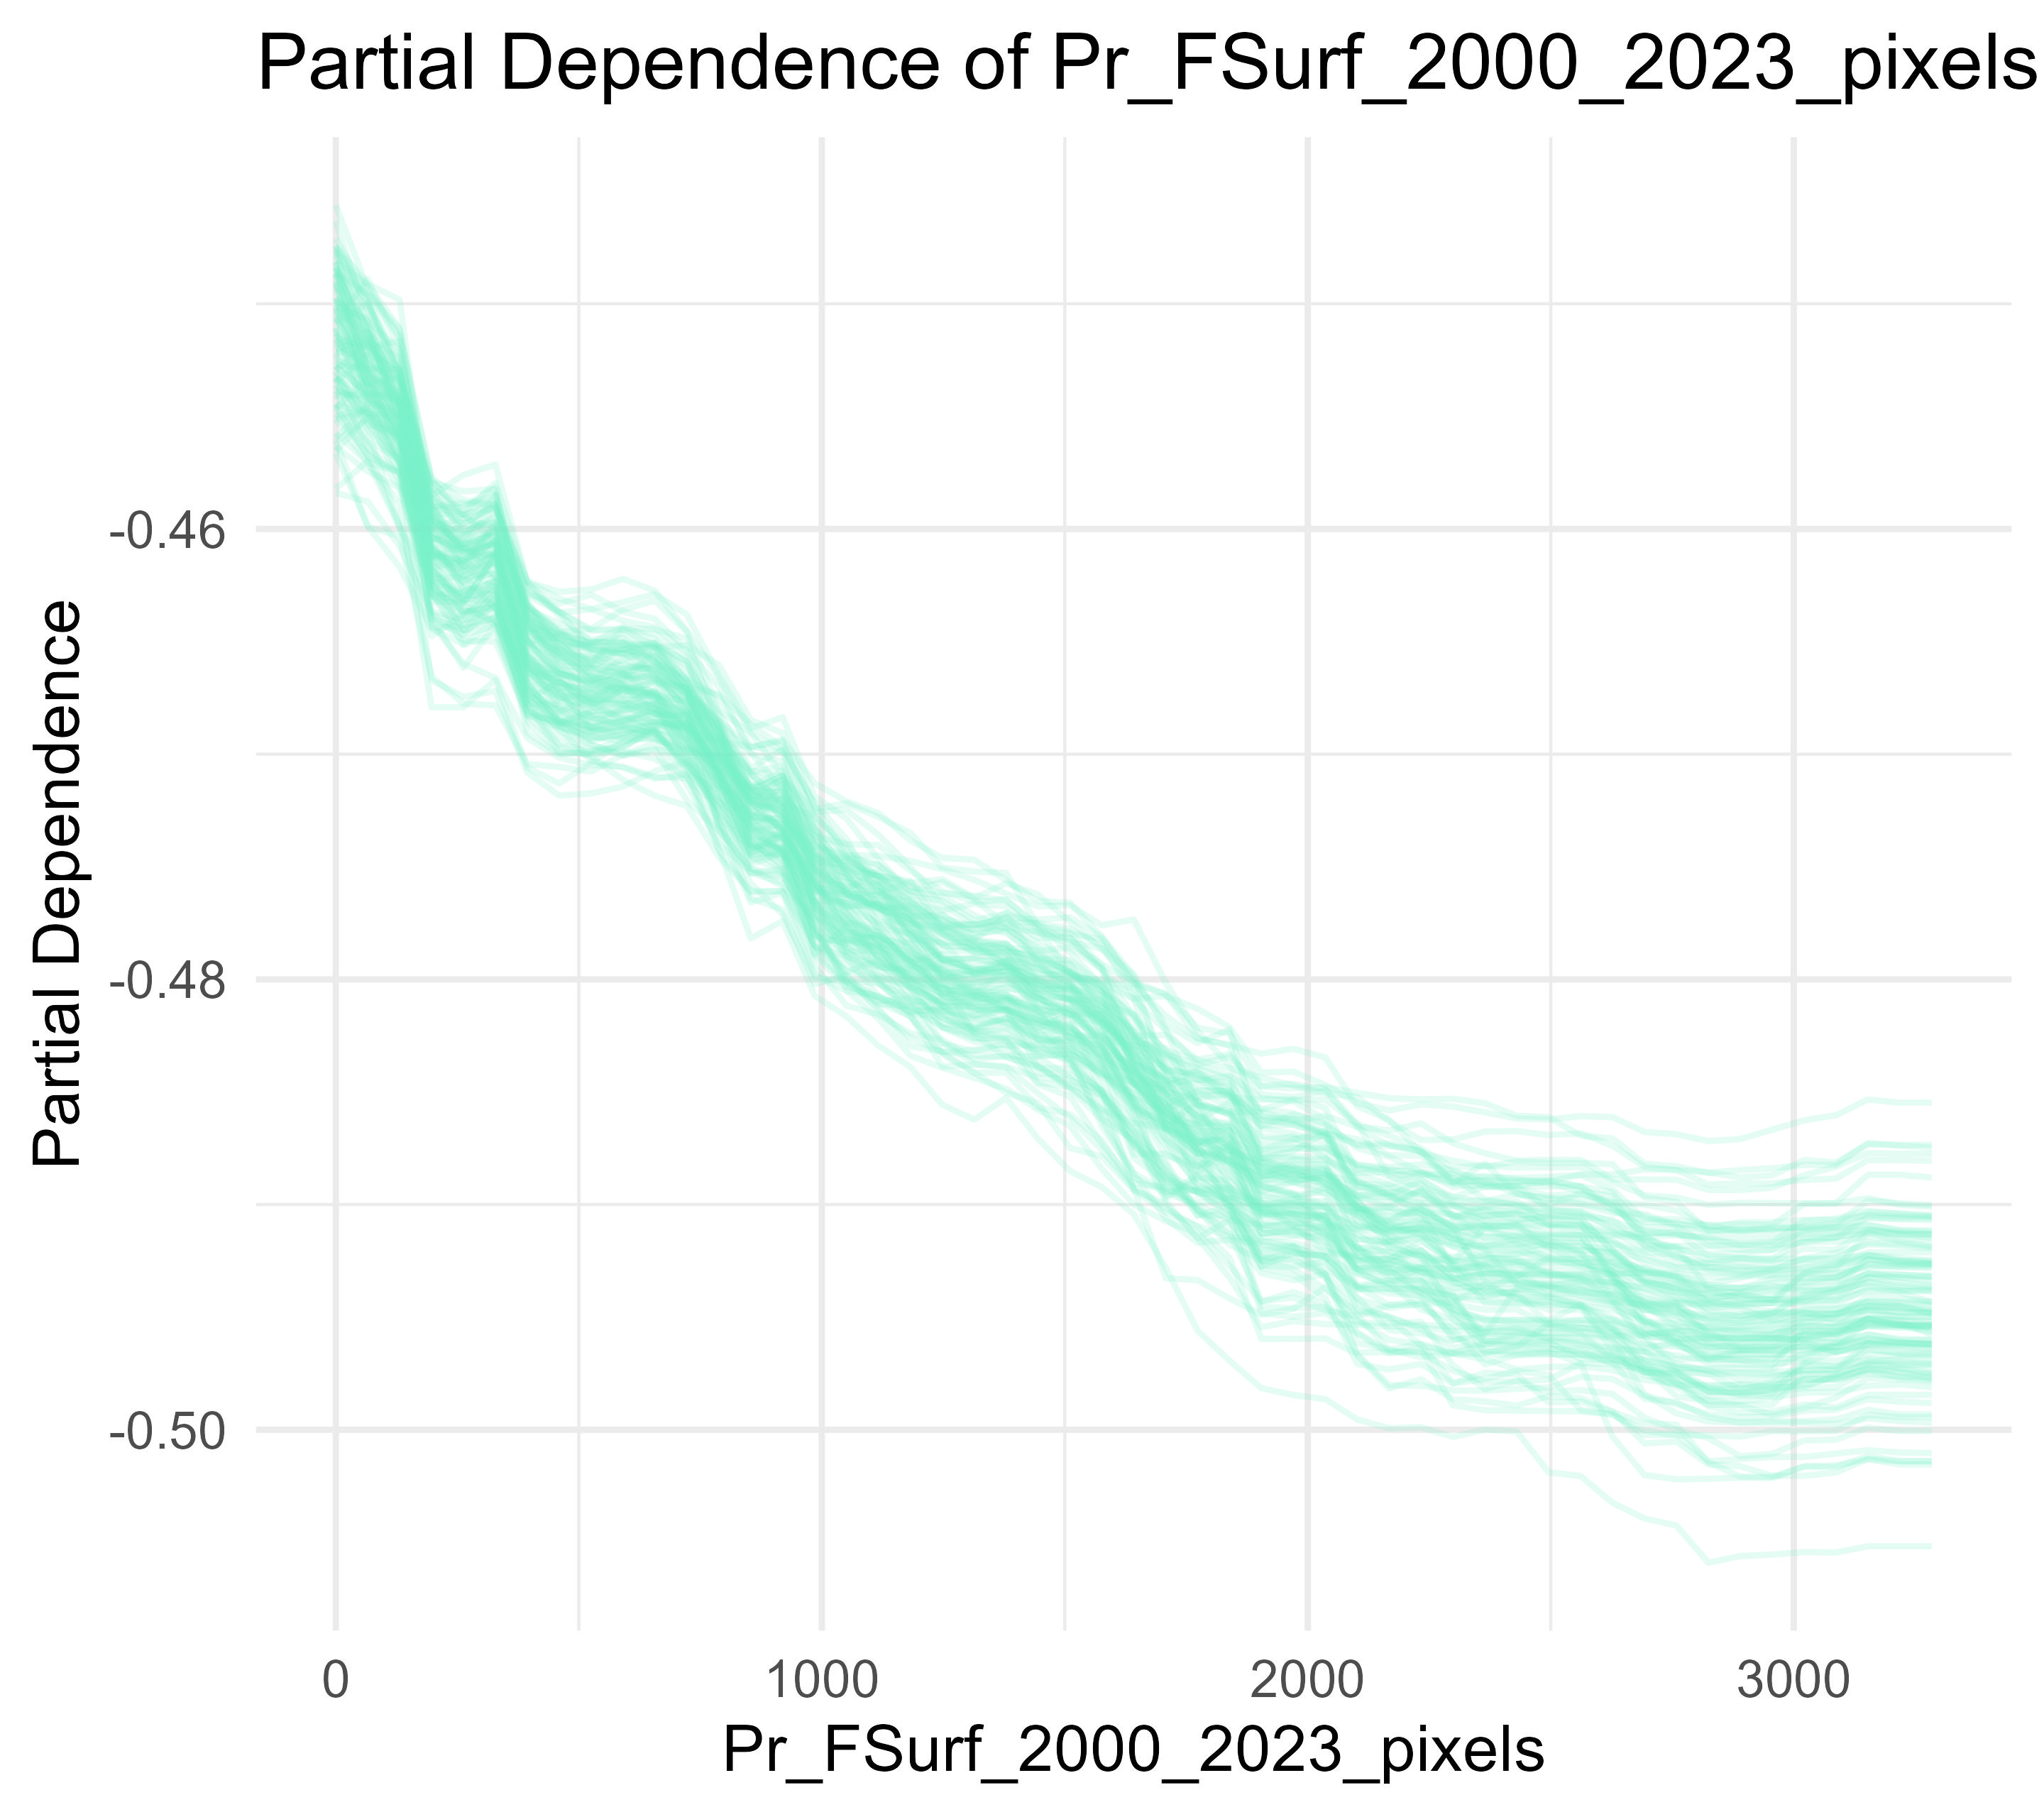 Partial Dependence of Pr_FSurf_2000_2023_pixels
Partial Dependence
-0.46
-0.48
-0.50
0 1000 2000 3000
Pr_FSurf_2000_2023_pixels